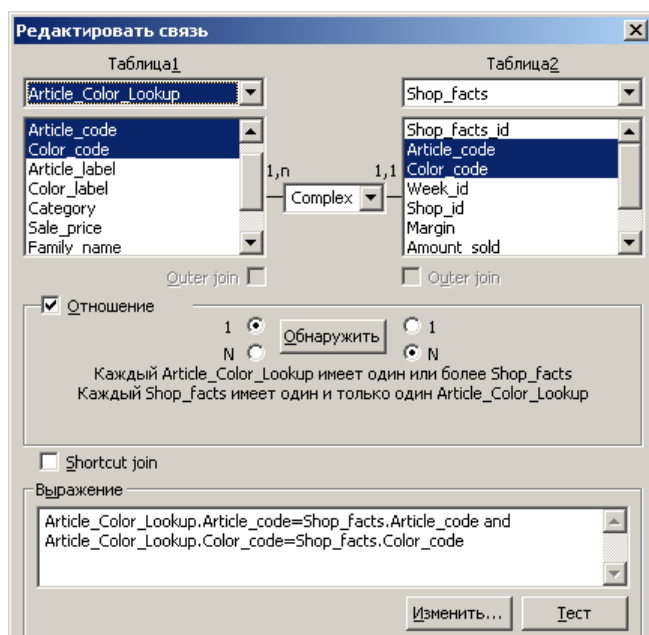 Редактировать связь
Таблица1 Таблица2
Article_Color_Lookup Shop_facts
Article_code
Color_code
Article_label
Color_label
Category
Sale_price
Family_name
1,n 1,1
Complex
Shop_facts_id
Article_code
Color_code
Week_id
Shop_id
Margin
Amount_sold
Outer join Outer join
Отношение
1 Обнаружить 1
N N
Каждый Article_Color_Lookup имеет один или более Shop_facts
Каждый Shop_facts имеет один и только один Article_Color_Lookup
Shortcut join
Выражение
Article_Color_Lookup.Article_code=Shop_facts.Article_code and
Article_Color_Lookup.Color_code=Shop_facts.Color_code
Изменить... Тест